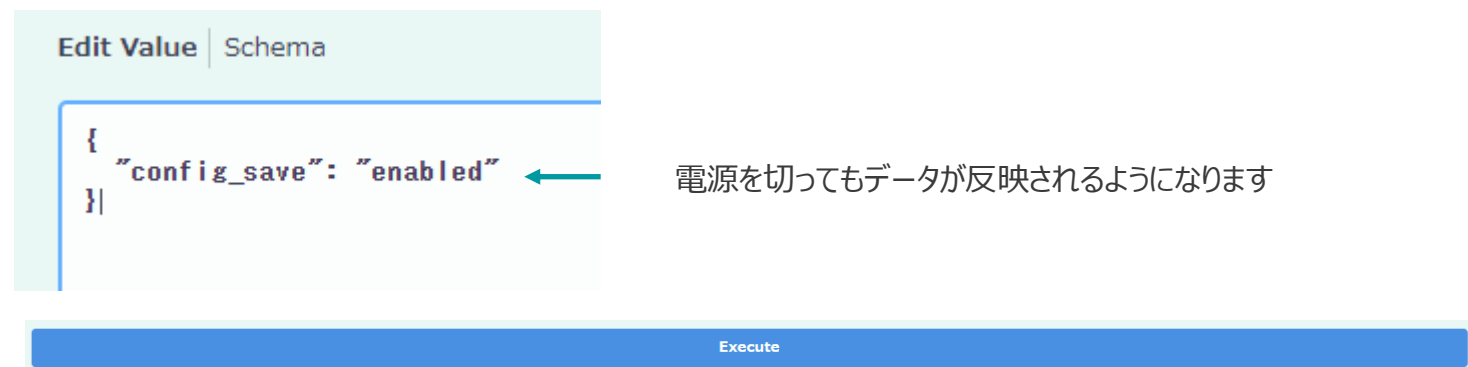 Edit Value | Schema
{
  "config_save": "enabled"
}
電源を切ってもデータが反映されるようになります
Execute